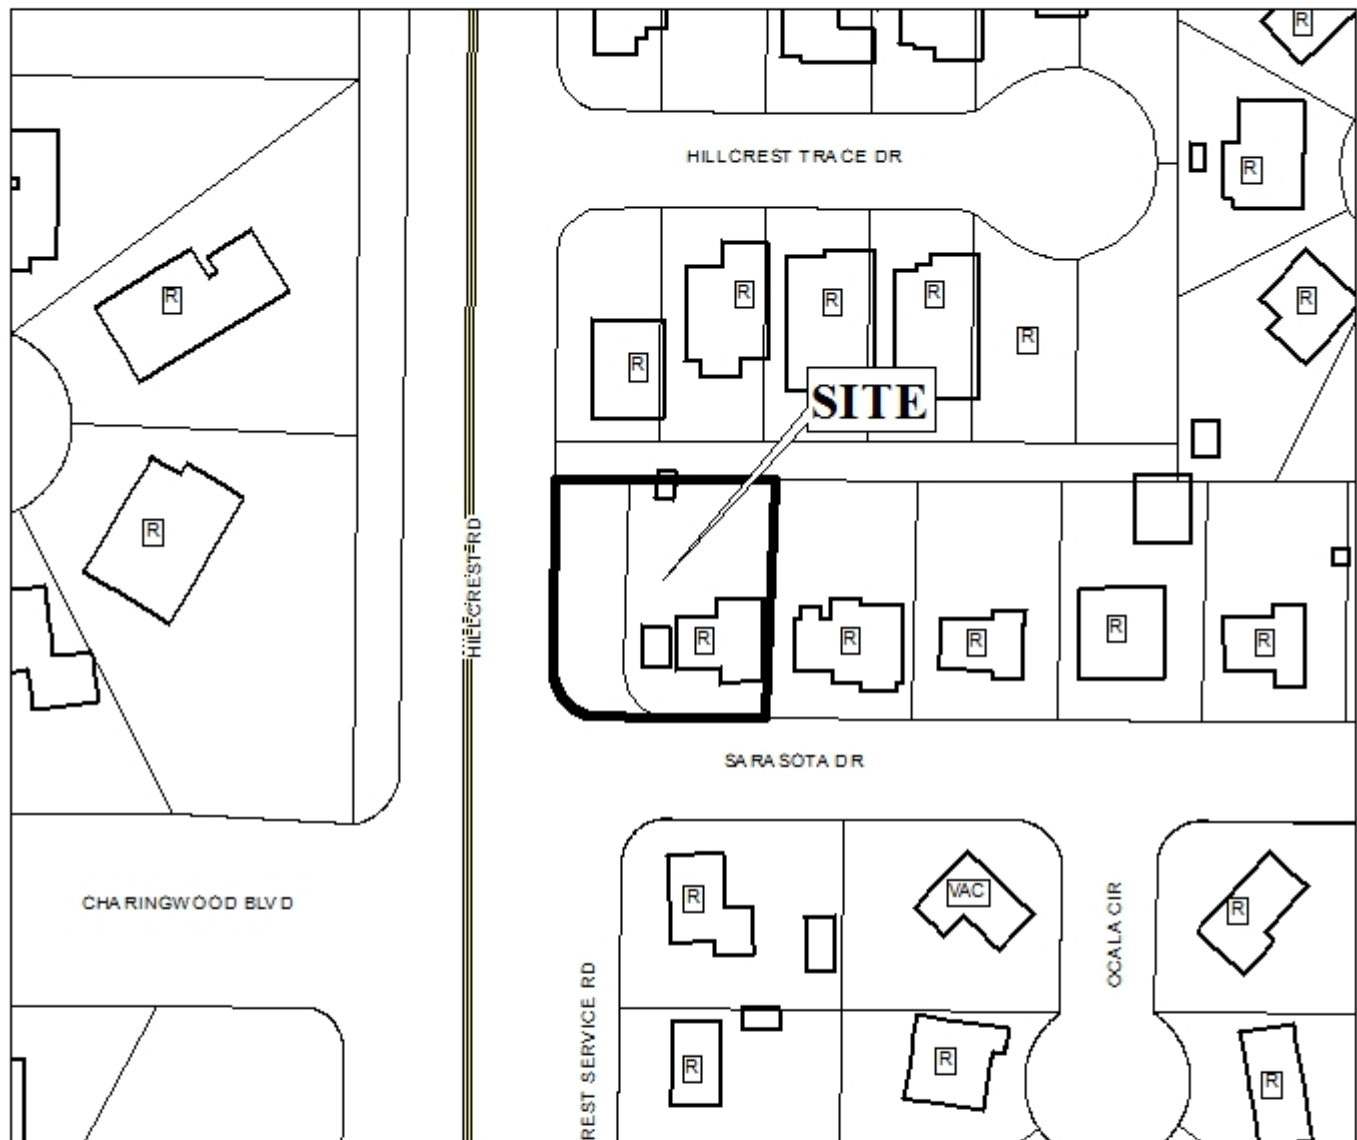 R
HILLCREST TRACE DR
R
R
R
R
R
R
R
R
R
SITE
R
HILLCREST RD
R
R
R
R
R
SARASOTA DR
VAC
R
R
CHARINGWOOD BLVD
OCALA CIR
REST SERVICE RD
R
R
R